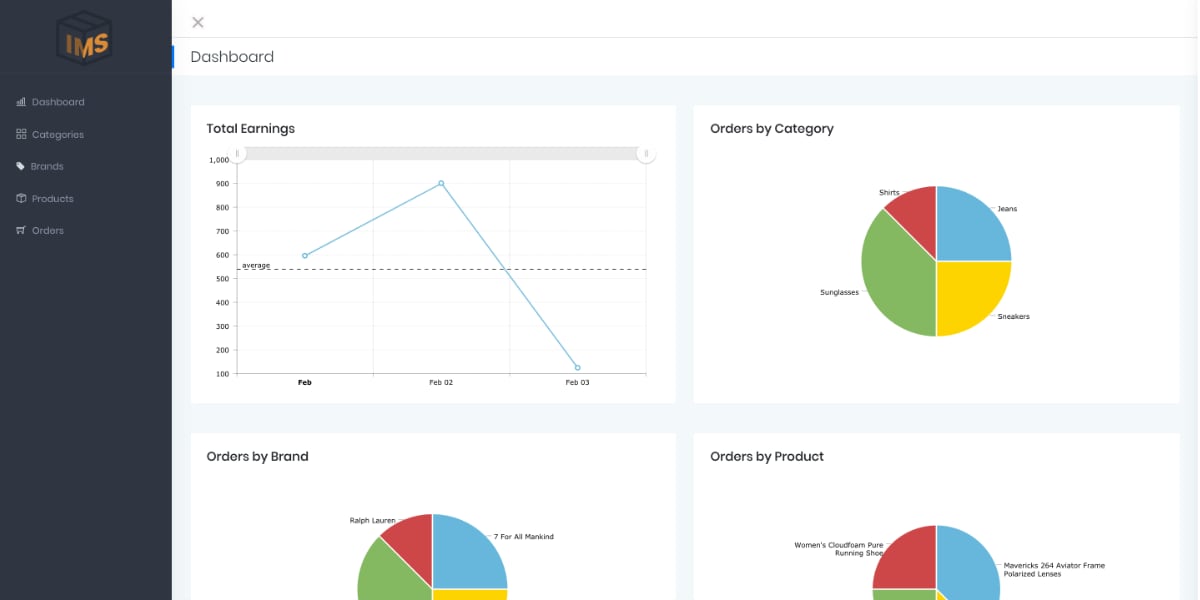 IMS
Dashboard
Categories
Brands
Products
Orders
Dashboard
Total Earnings
1,000
900
800
700
600
500
400
300
200
100
average
Feb
Feb 02
Feb 03
Orders by Category
Shirts
Jeans
Sunglasses
Sneakers
Orders by Brand
Ralph Lauren
7 For All Mankind
Orders by Product
Women's Cloudfoam Pure
Running Shoe
Mavericks 264 Aviator Frame
Polarized Lenses